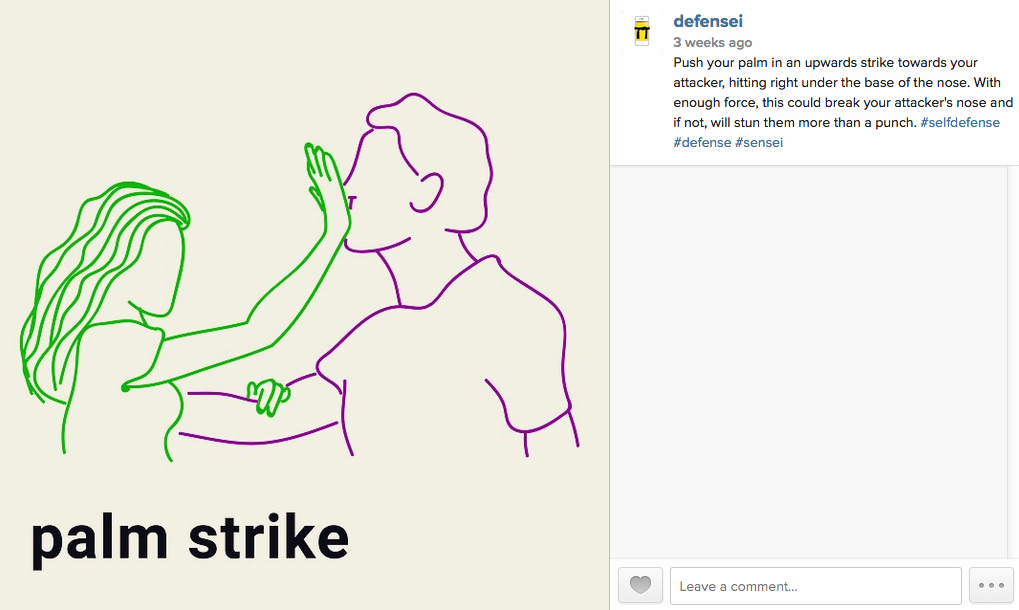 defensei
3 weeks ago
Push your palm in an upwards strike towards your
attacker, hitting right under the base of the nose. With
enough force, this could break your attacker's nose and
if not, will stun them more than a punch. #selfdefense
#defense #sensei
palm strike
Leave a comment...